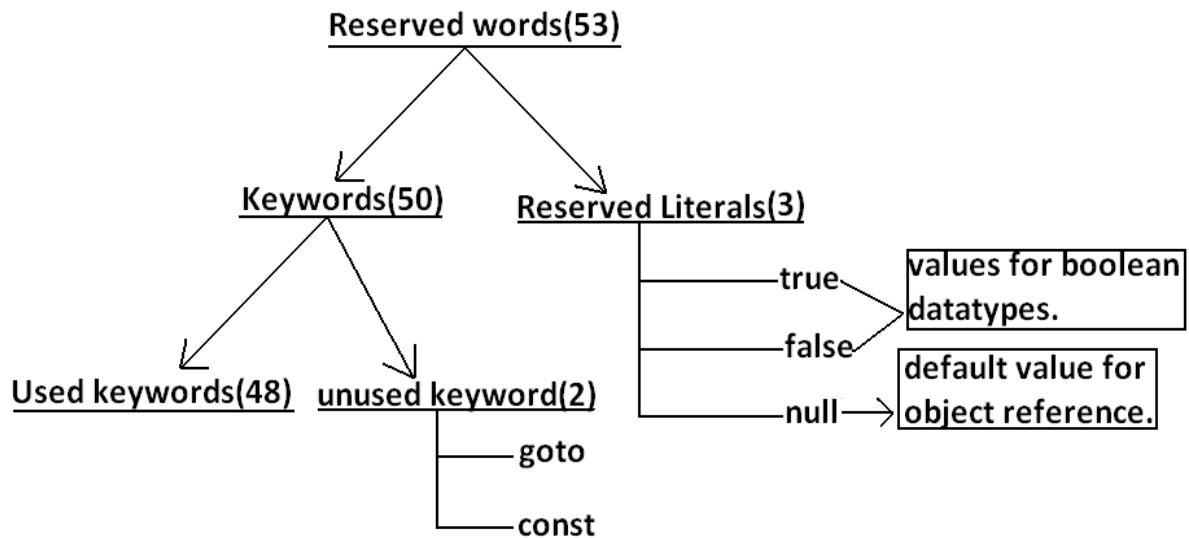 Reserved words(53)
Keywords(50)
Reserved Literals(3)
true
false
null
values for boolean
datatypes.
default value for
object reference.
Used keywords(48)
unused keyword(2)
goto
const